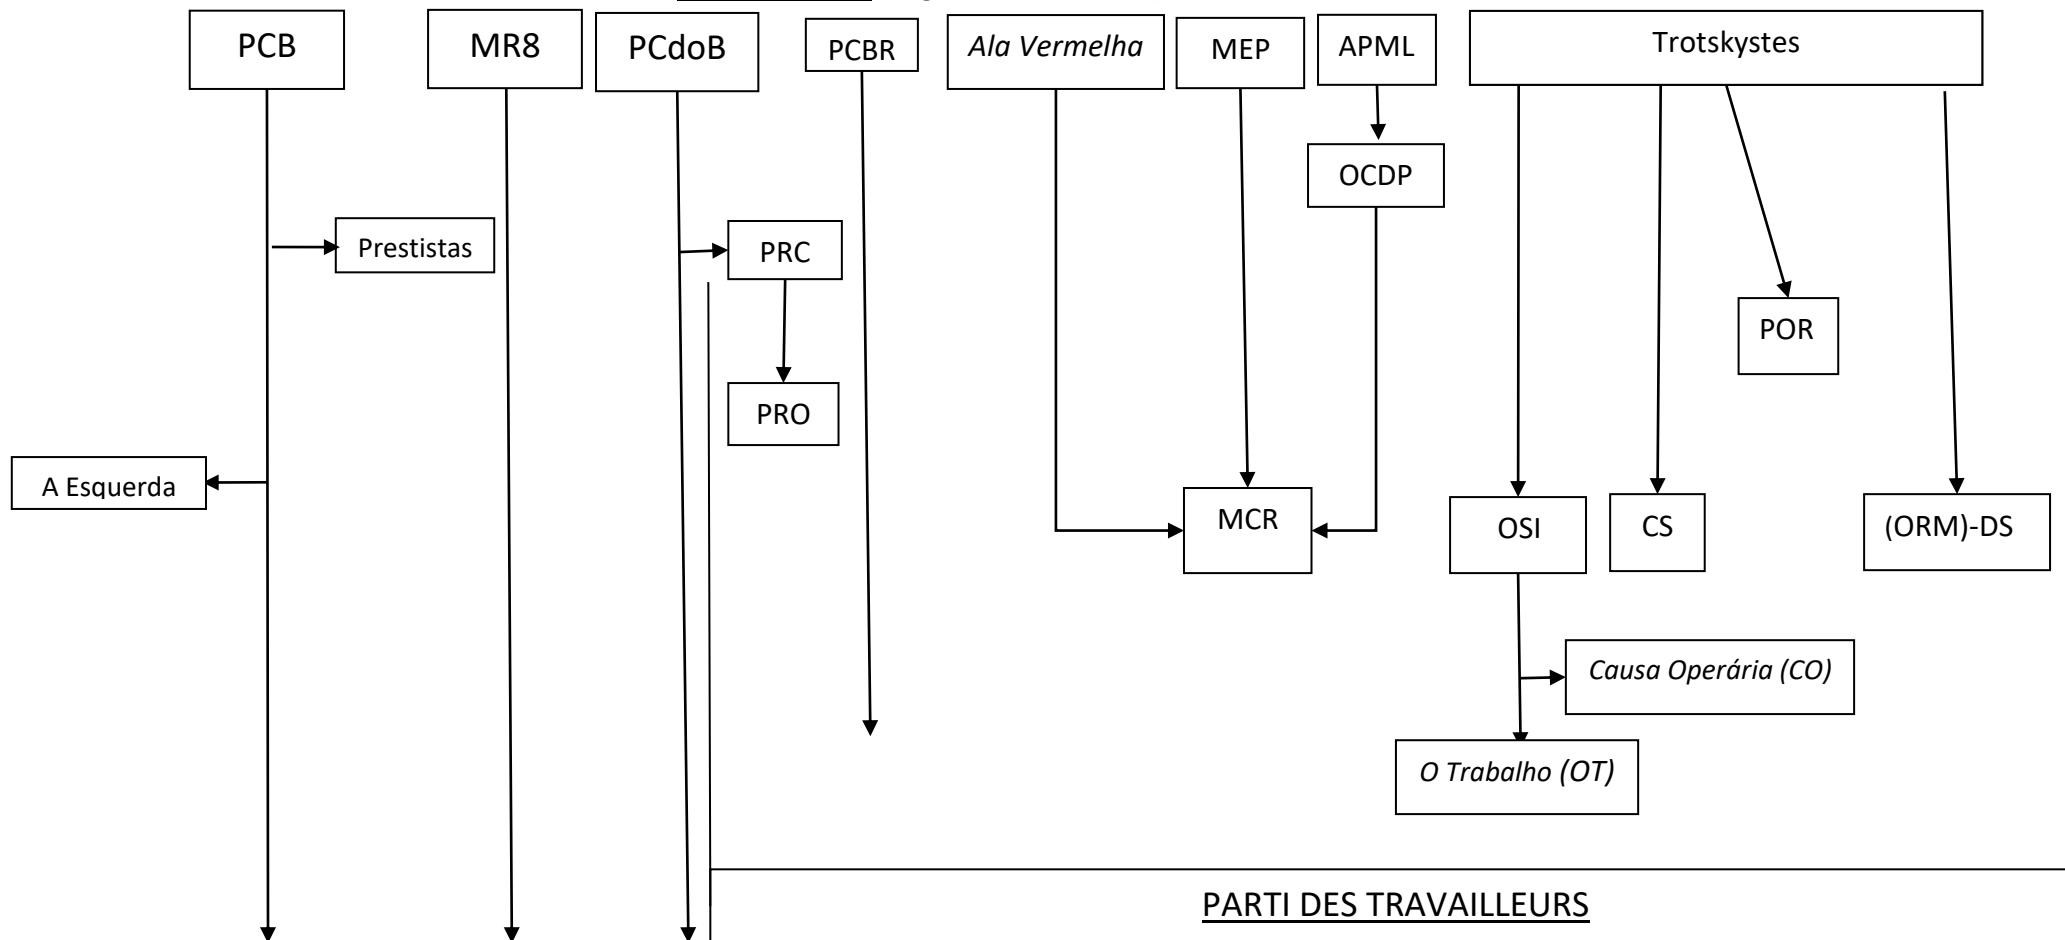 PCB
MR8
PCdoB
PCBR
Ala Vermelha
MEP
APML
Trotskystes
OCDP
Prestistas
PRC
POR
PRO
A Esquerda
MCR
OSI
CS
(ORM)-DS
Causa Operária (CO)
O Trabalho (OT)
PARTI DES TRAVAILLEURS